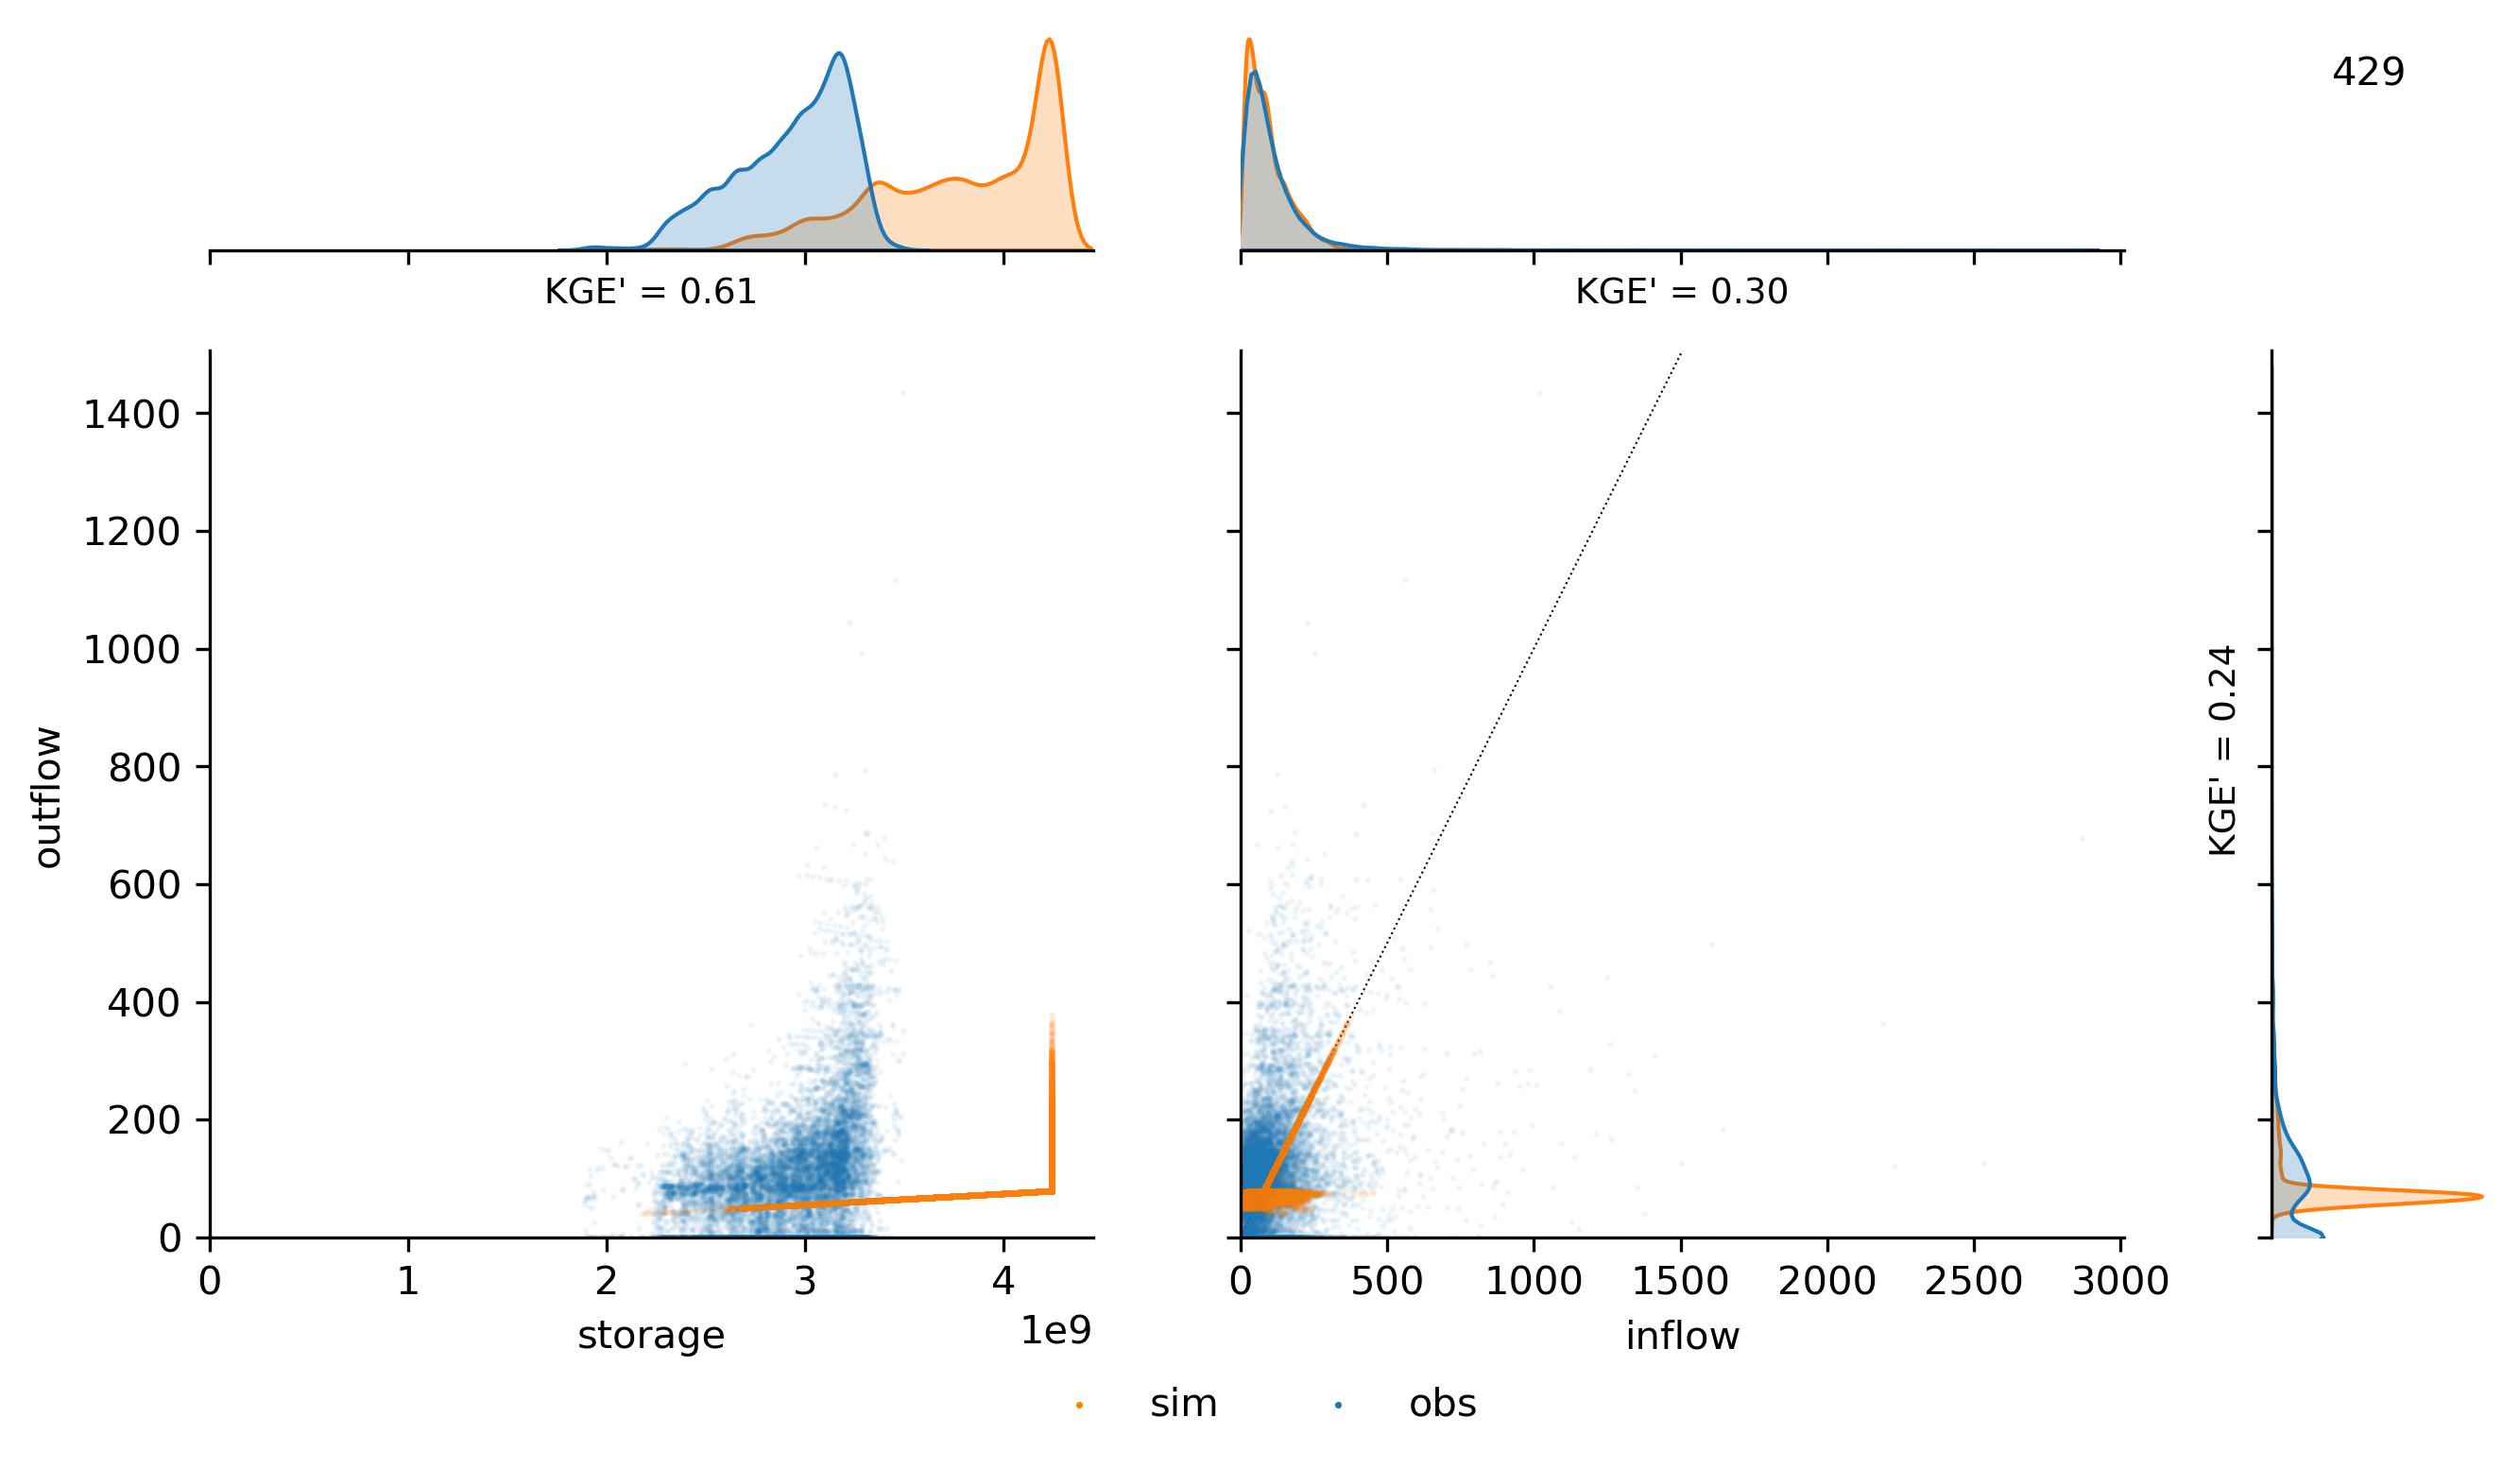 429
KGE' = 0.61
KGE' = 0.30
1400
1200
1000
800
600
400
200
0
outflow
KGE' = 0.24
0 1 2 3 4
1e9
storage
0 500 1000 1500 2000 2500 3000
inflow
sim obs